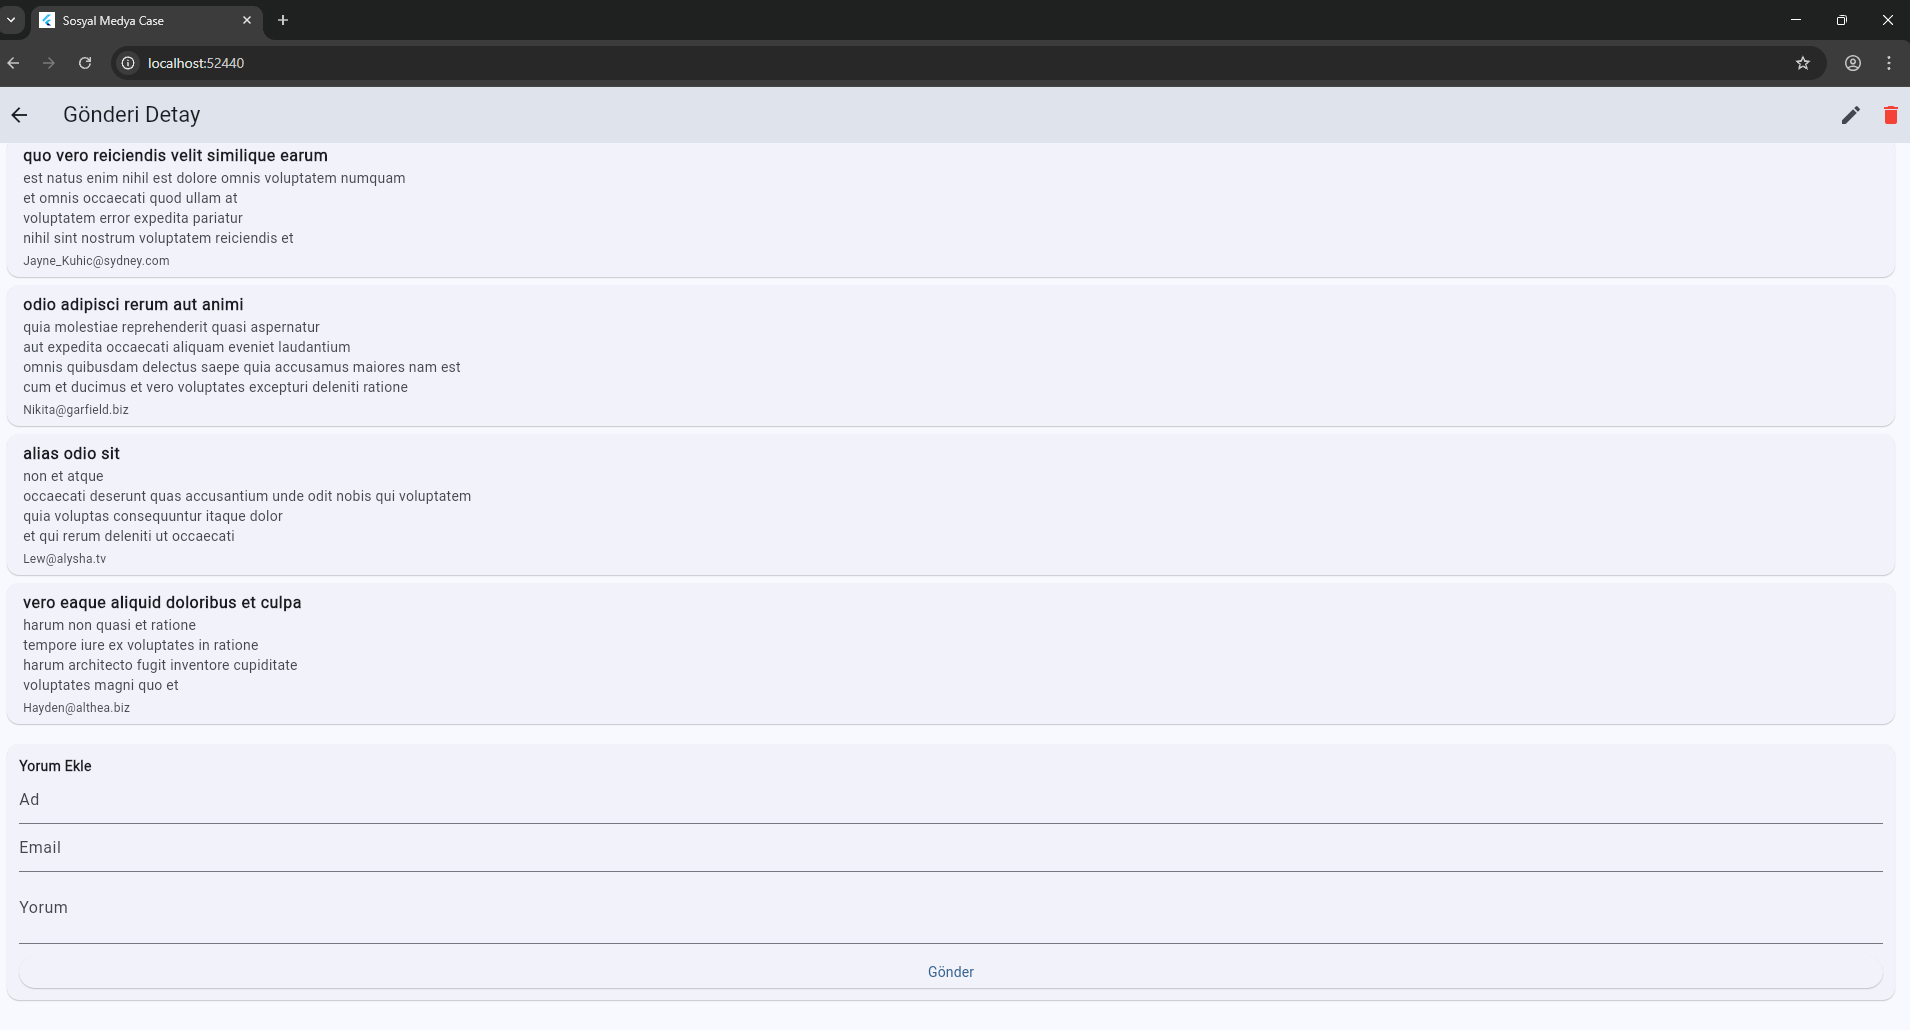 Sosyal Medya Case
localhost:52440
Gönderi Detay
quo vero reiciendis velit similique earum
est natus enim nihil est dolore omnis voluptatem numquam
et omnis occaecati quod ullam at
voluptatem error expedita pariatur
nihil sint nostrum voluptatem reiciendis et
Jayne_Kuhic@sydney.com
odio adipisci rerum aut animi
quia molestiae reprehenderit quasi aspernatur
aut expedita occaecati aliquam eveniet laudantium
omnis quibusdam delectus saepe quia accusamus maiores nam est
cum et ducimus et vero voluptates excepturi deleniti ratione
Nikita@garfield.biz
alias odio sit
non et atque
occaecati deserunt quas accusantium unde odit nobis qui voluptatem
quia voluptas consequuntur itaque dolor
et qui rerum deleniti ut occaecati
Lew@alysha.tv
vero eaque aliquid doloribus et culpa
harum non quasi et ratione
tempore iure ex voluptates in ratione
harum architecto fugit inventore cupiditate
voluptates magni quo et
Hayden@althea.biz
Yorum Ekle
Ad
Email
Yorum
Gönder